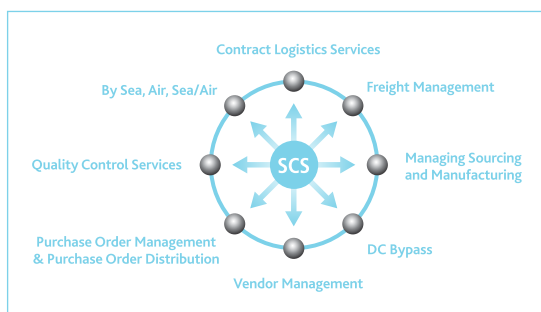 Contract Logistics Services
By Sea, Air, Sea/Air
Freight Management
Quality Control Services
SCS
Managing Sourcing
and Manufacturing
Purchase Order Management
& Purchase Order Distribution
DC Bypass
Vendor Management